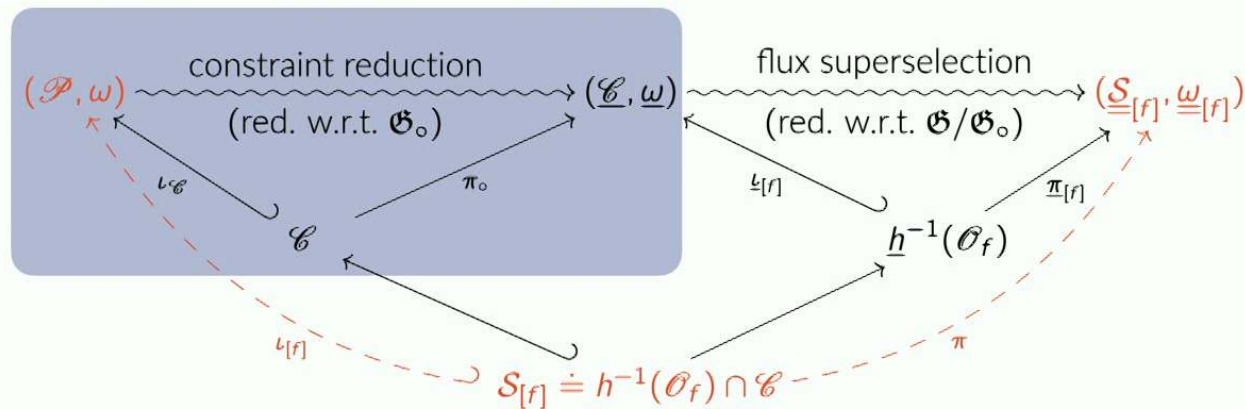 constraint reduction
flux superselection
(𝒫, ω)
(𝒞̲, ω̲)
(𝒮̲̲[f], ω̲̲[f])
(red. w.r.t. 𝕲∘)
(red. w.r.t. 𝕲/𝕲∘)
ι𝒞
π∘
ι̲[f]
π̲[f]
𝒞
h̲⁻¹(𝒪f)
ι[f]
π
𝒮[f] ≐ h⁻¹(𝒪f) ∩ 𝒞